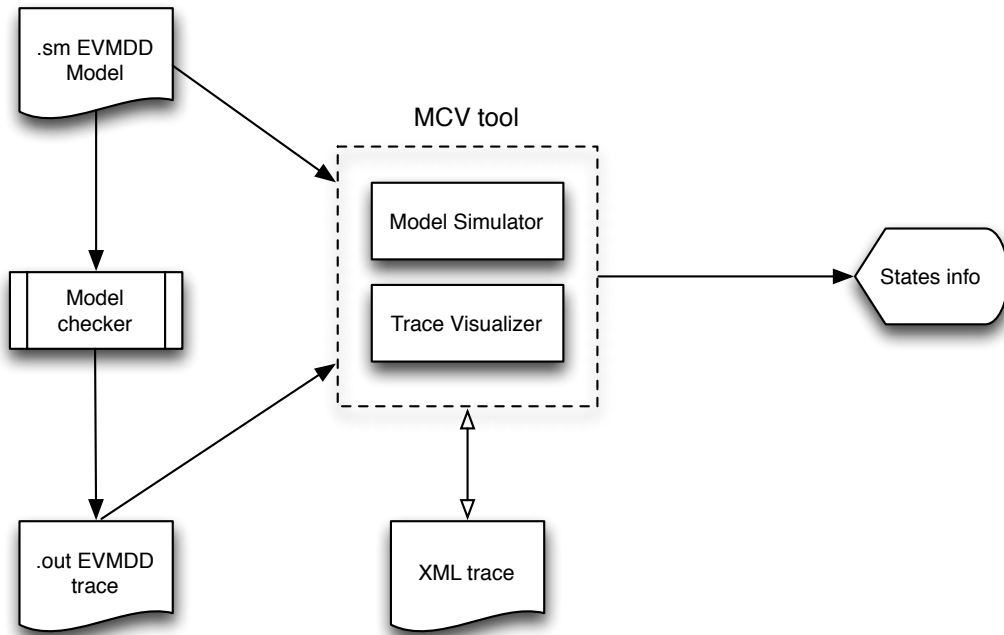 .sm EVMDD
Model
MCV tool
Model Simulator
Trace Visualizer
Model
checker
States info
.out EVMDD
trace
XML trace